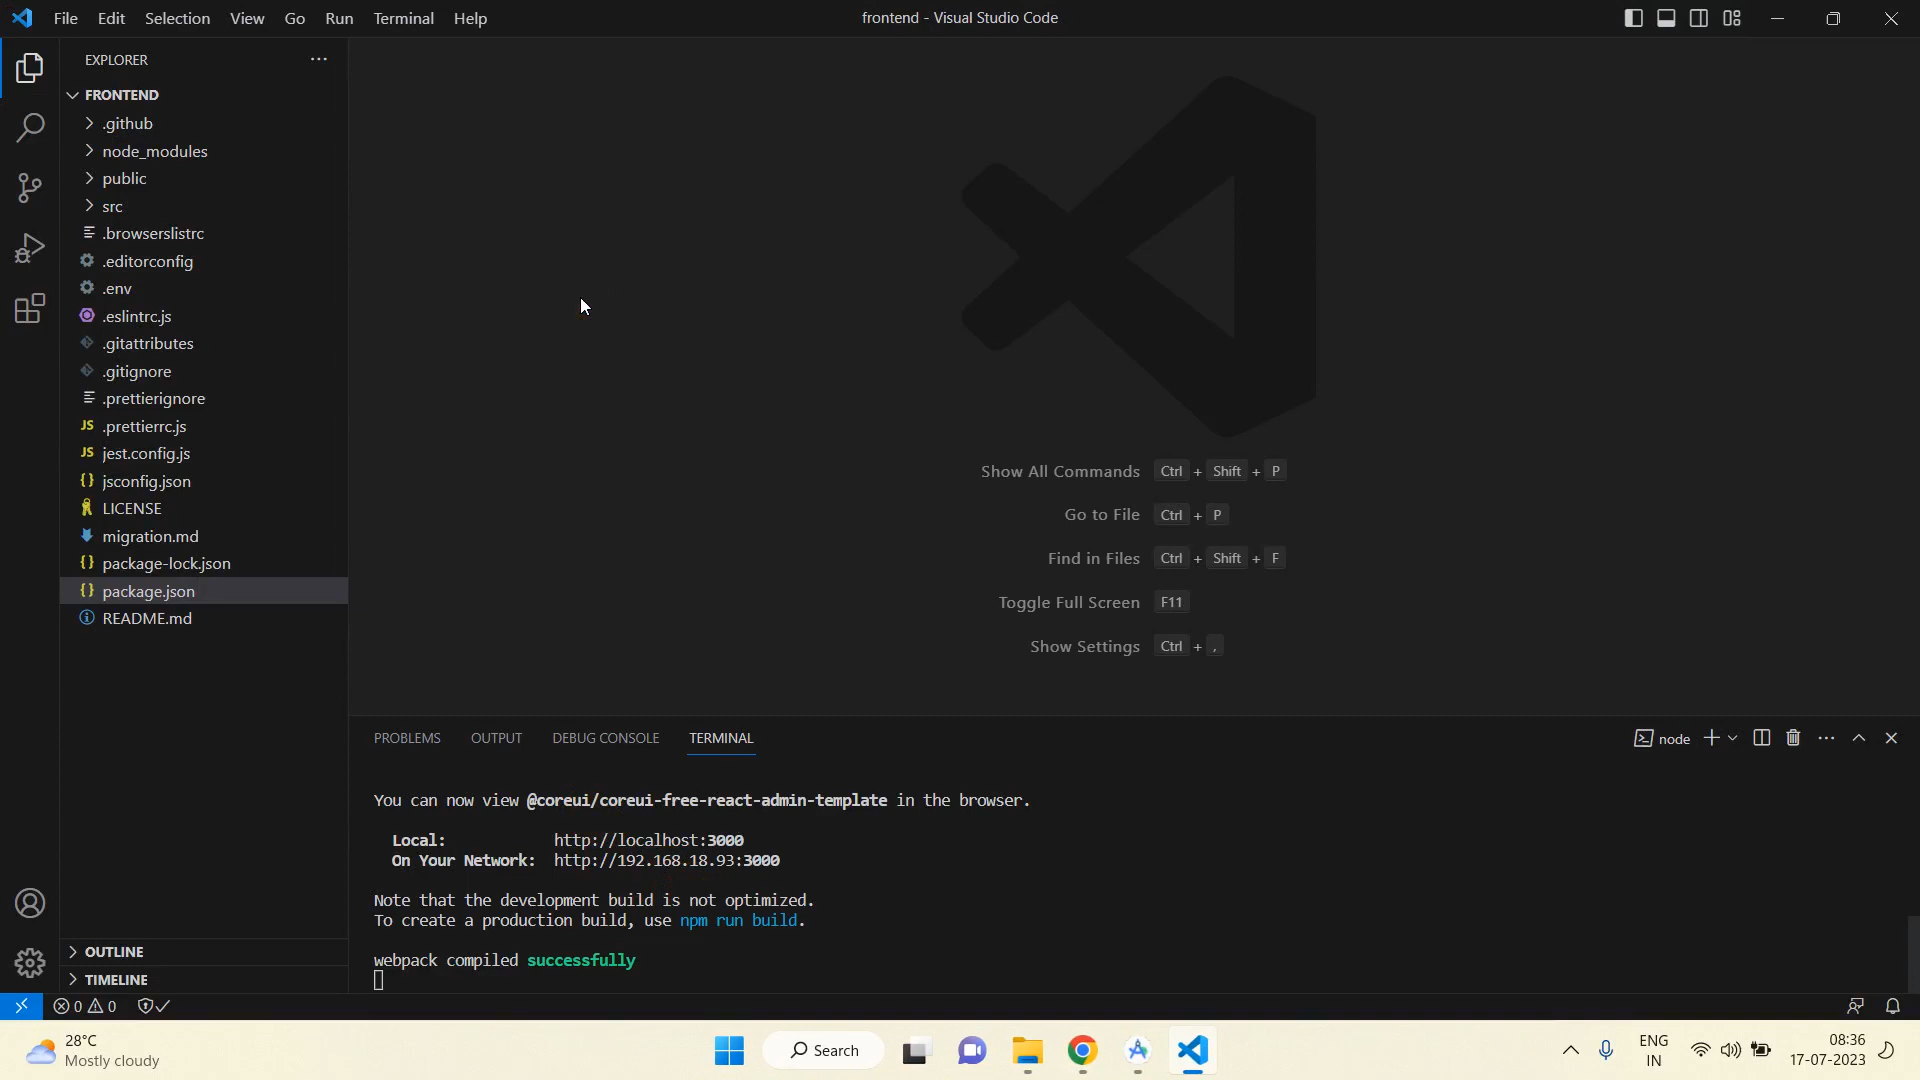 File Edit Selection View Go Run Terminal Help
frontend - Visual Studio Code
EXPLORER
FRONTEND
.github
node_modules
public
src
.browserslistrc
.editorconfig
.env
.eslintrc.js
.gitattributes
.gitignore
.prettierignore
JS .prettierrc.js
JS jest.config.js
{} jsconfig.json
LICENSE
migration.md
{} package-lock.json
{} package.json
README.md
OUTLINE
TIMELINE
Show All Commands Ctrl + Shift + P
Go to File Ctrl + P
Find in Files Ctrl + Shift + F
Toggle Full Screen F11
Show Settings Ctrl + ,
PROBLEMS OUTPUT DEBUG CONSOLE TERMINAL
node
You can now view @coreui/coreui-free-react-admin-template in the browser.
Local: http://localhost:3000
On Your Network: http://192.168.18.93:3000
Note that the development build is not optimized.
To create a production build, use npm run build.
webpack compiled successfully
0 0
28°C
Mostly cloudy
Search
ENG
IN
08:36
17-07-2023